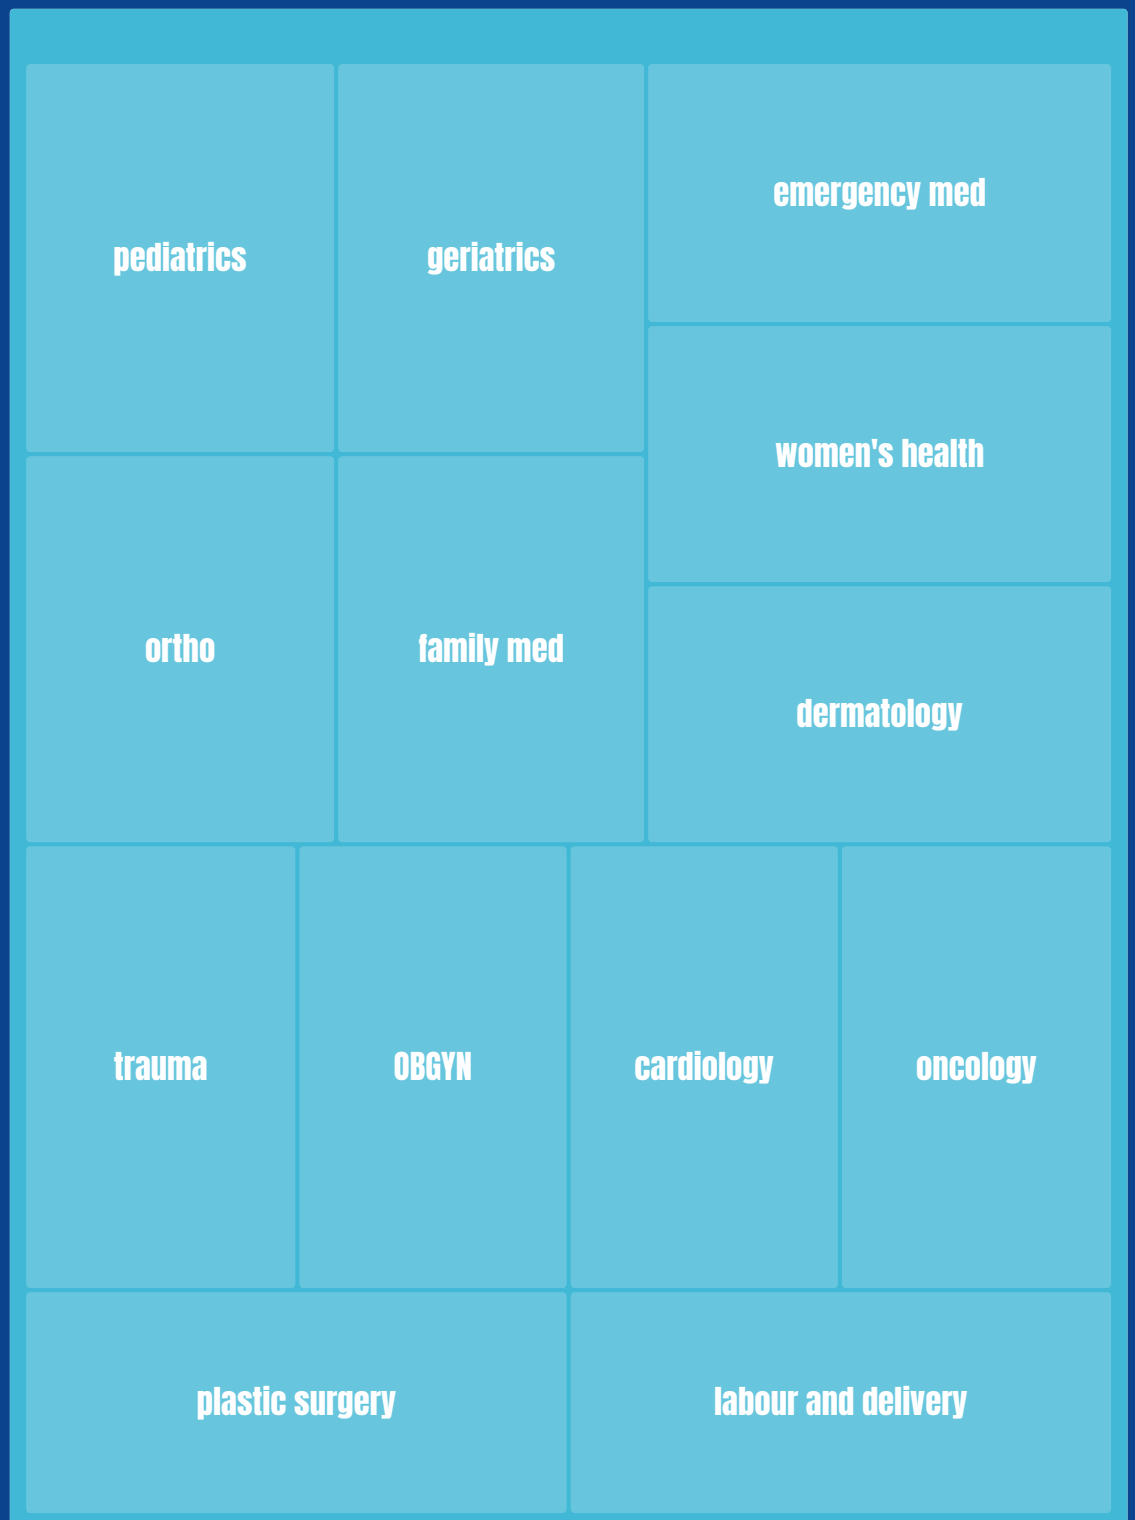 pediatrics
geriatrics
emergency med
women's health
ortho
family med
dermatology
trauma
OBGYN
cardiology
oncology
plastic surgery
labour and delivery